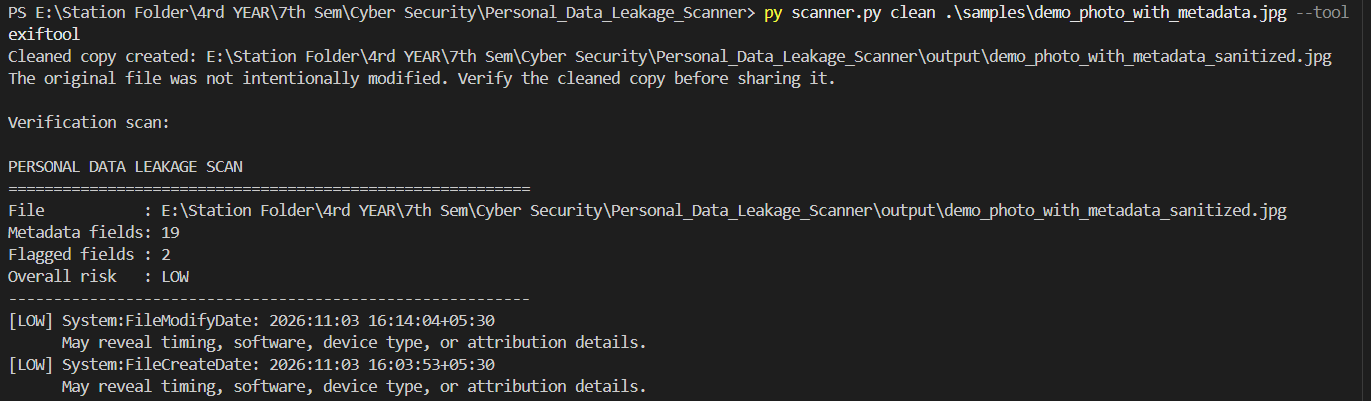 PS E:\Station Folder\4rd YEAR\7th Sem\Cyber Security\Personal_Data_Leakage_Scanner> py scanner.py clean .\samples\demo_photo_with_metadata.jpg --tool
exiftool
Cleaned copy created: E:\Station Folder\4rd YEAR\7th Sem\Cyber Security\Personal_Data_Leakage_Scanner\output\demo_photo_with_metadata_sanitized.jpg
The original file was not intentionally modified. Verify the cleaned copy before sharing it.

Verification scan:

PERSONAL DATA LEAKAGE SCAN
==========================================================
File           : E:\Station Folder\4rd YEAR\7th Sem\Cyber Security\Personal_Data_Leakage_Scanner\output\demo_photo_with_metadata_sanitized.jpg
Metadata fields: 19
Flagged fields : 2
Overall risk   : LOW
----------------------------------------------------------
[LOW] System:FileModifyDate: 2026:11:03 16:14:04+05:30
      May reveal timing, software, device type, or attribution details.
[LOW] System:FileCreateDate: 2026:11:03 16:03:53+05:30
      May reveal timing, software, device type, or attribution details.